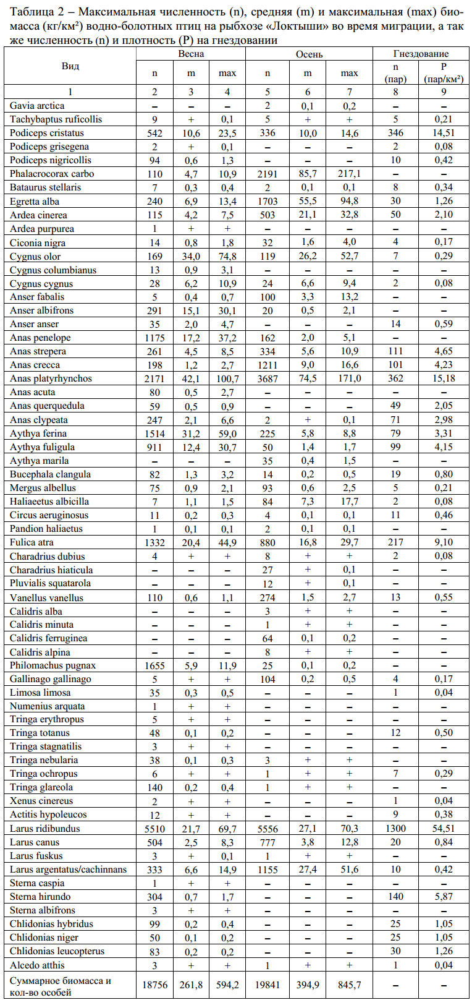 Таблица 2 – Максимальная численность (n), средняя (m) и максимальная (max) био-
масса (кг/км²) водно-болотных птиц на рыбхозе «Локтыши» во время миграции, а так
же численность (n) и плотность (P) на гнездовании
Вид Весна Осень Гнездование
n m max n m max n (пар) P (пар/км²)
1 2 3 4 5 6 7 8 9
Gavia arctica – – – 2 0,1 0,2 – –
Tachybaptus ruficollis 9 + 0,1 5 + + 5 0,21
Podiceps cristatus 542 10,6 23,5 336 10,0 14,6 346 14,51
Podiceps grisegena 2 + 0,1 – – – 2 0,08
Podiceps nigricollis 94 0,6 1,3 – – – 10 0,42
Phalacrocorax carbo 110 4,7 10,9 2191 85,7 217,1 – –
Bataurus stellaris 7 0,3 0,4 2 0,1 0,1 8 0,34
Egretta alba 240 6,9 13,4 1703 55,5 94,8 30 1,26
Ardea cinerea 115 4,2 7,5 503 21,1 32,8 50 2,10
Ardea purpurea 1 + + – – – – –
Ciconia nigra 14 0,8 1,8 32 1,6 4,0 4 0,17
Cygnus olor 169 34,0 74,8 119 26,2 52,7 7 0,29
Cygnus columbianus 13 0,9 3,1 – – – – –
Cygnus cygnus 28 6,2 10,9 24 6,6 9,4 2 0,08
Anser fabalis 5 0,4 0,7 100 3,3 13,2 – –
Anser albifrons 291 15,1 30,1 20 0,5 2,1 – –
Anser anser 35 2,0 4,7 – – – 14 0,59
Anas penelope 1175 17,2 37,2 162 2,0 5,1 – –
Anas strepera 261 4,5 8,5 334 5,6 10,9 111 4,65
Anas crecca 198 1,2 2,7 1211 9,0 16,6 101 4,23
Anas platyrhynchos 2171 42,1 100,7 3687 74,5 171,0 362 15,18
Anas acuta 80 0,5 2,7 – – – – –
Anas querquedula 59 0,5 0,9 – – – 49 2,05
Anas clypeata 247 2,1 6,6 2 + 0,1 71 2,98
Aythya ferina 1514 31,2 59,0 225 5,8 8,8 79 3,31
Aythya fuligula 911 12,4 30,7 50 1,4 1,7 99 4,15
Aythya marila – – – 35 0,4 1,5 – –
Bucephala clangula 82 1,3 3,2 14 0,2 0,5 19 0,80
Mergus albellus 75 0,9 2,1 93 0,6 2,5 5 0,21
Haliaeetus albicilla 7 1,1 1,5 84 7,3 17,7 2 0,08
Circus aeruginosus 11 0,2 0,3 4 0,1 0,1 11 0,46
Pandion haliaetus 1 0,1 0,1 2 0,1 0,1 – –
Fulica atra 1332 20,4 44,9 880 16,8 29,7 217 9,10
Charadrius dubius 4 + + 8 + + 2 0,08
Charadrius hiaticula – – – 27 + 0,1 – –
Pluvialis squatarola – – – 12 + 0,1 – –
Vanellus vanellus 110 0,6 1,1 274 1,5 2,7 13 0,55
Calidris alba – – – 3 + + – –
Calidris minuta – – – 1 + + – –
Calidris ferruginea – – – 64 0,1 0,2 – –
Calidris alpina – – – 8 + + – –
Philomachus pugnax 1655 5,9 11,9 25 0,1 0,2 – –
Gallinago gallinago 5 + + 104 0,2 0,5 4 0,17
Limosa limosa 35 0,3 0,5 – – – 1 0,04
Numenius arquata 1 + + – – – – –
Tringa erythropus 5 + + – – – – –
Tringa totanus 48 0,1 0,2 – – – 12 0,50
Tringa stagnatilis 3 + + – – – – –
Tringa nebularia 38 0,1 0,3 3 + + – –
Tringa ochropus 6 + + 1 + + 7 0,29
Tringa glareola 140 0,2 0,4 1 + + – –
Xenus cinereus 2 + + – – – 1 0,04
Actitis hypoleucos 12 + + – – – 9 0,38
Larus ridibundus 5510 21,7 69,7 5556 27,1 70,3 1300 54,51
Larus canus 504 2,5 8,3 777 3,8 12,8 20 0,84
Larus fuskus 3 + 0,1 1 + + – –
Larus argentatus/cachinnans 333 6,6 14,9 1155 27,4 51,6 10 0,42
Sterna caspia 1 + + – – – – –
Sterna hirundo 304 0,7 1,7 – – – 140 5,87
Sterna albifrons 3 + + – – – – –
Chlidonias hybridus 99 0,2 0,4 – – – 25 1,05
Chlidonias niger 50 0,1 0,2 – – – 25 1,05
Chlidonias leucopterus 83 0,2 0,2 – – – 30 1,26
Alcedo atthis 3 + + 1 + + 1 0,04
Суммарное биомасса и
кол-во особей 18756 261,8 594,2 19841 394,9 845,7 – –